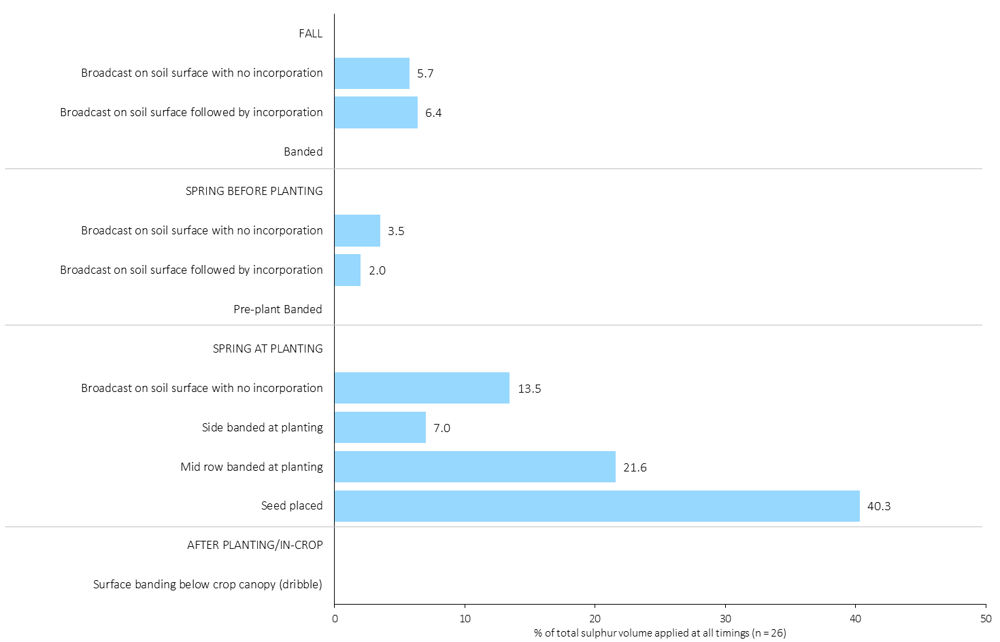 FALL
Broadcast on soil surface with no incorporation 5.7
Broadcast on soil surface followed by incorporation 6.4
Banded
SPRING BEFORE PLANTING
Broadcast on soil surface with no incorporation 3.5
Broadcast on soil surface followed by incorporation 2.0
Pre-plant Banded
SPRING AT PLANTING
Broadcast on soil surface with no incorporation 13.5
Side banded at planting 7.0
Mid row banded at planting 21.6
Seed placed 40.3
AFTER PLANTING/IN-CROP
Surface banding below crop canopy (dribble)
0 10 20 30 40 50
% of total sulphur volume applied at all timings (n = 26)